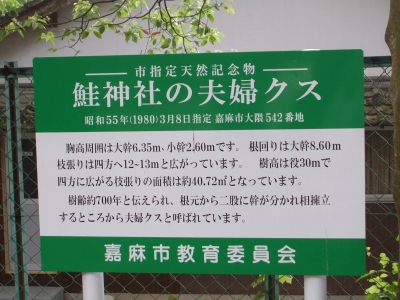 市指定天然記念物
鮭神社の夫婦クス
昭和55年(1980)3月8日指定 嘉麻市大隈542番地
胸高周囲は大幹6.35m、小幹2.60mです。 根回りは大幹8.60m
枝張りは四方へ12~13mと広がっています。 樹高は役30mで
四方に広がる枝張りの面積は約40.72㎡となっています。
樹齢約700年と伝えられ、根元から二股に幹が分かれ相擁立
するところから夫婦クスと呼ばれています。
嘉麻市教育委員会